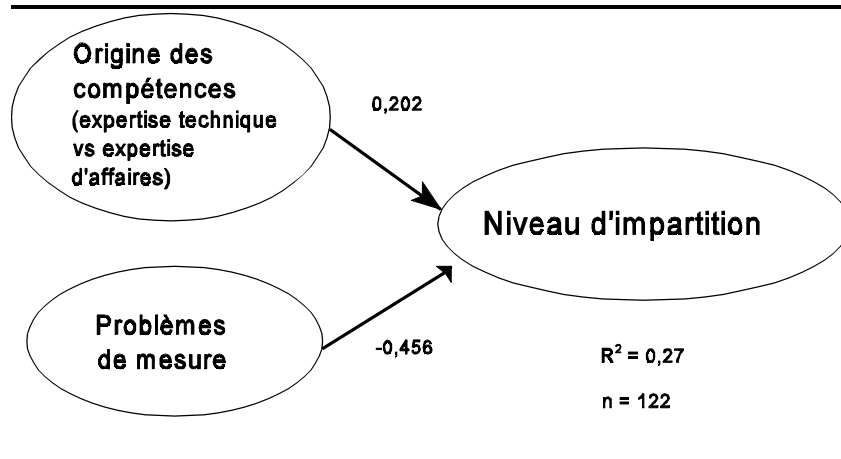 Origine des
compétences
(expertise technique
vs expertise
d'affaires)
0,202
Niveau d'impartition
Problèmes
de mesure
-0,456
R² = 0,27
n = 122